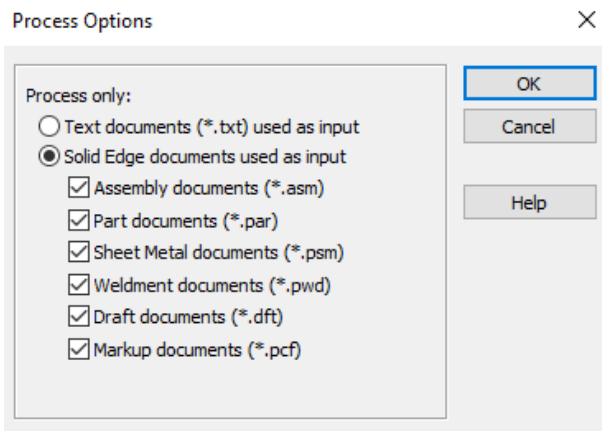 Process Options
Process only:
Text documents (*.txt) used as input
Solid Edge documents used as input
Assembly documents (*.asm)
Part documents (*.par)
Sheet Metal documents (*.psm)
Weldment documents (*.pwd)
Draft documents (*.dft)
Markup documents (*.pcf)
OK
Cancel
Help